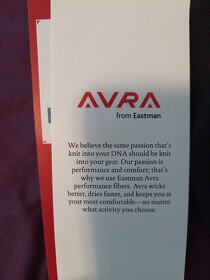 AVRA
from Eastman
We believe the same passion that's
knit into your DNA should be knit
into your gear. Our passion is
performance and comfort; that's
why we use Eastman Avra
performance fibers. Avra wicks
better, dries faster, and keeps you at
your most comfortable—no matter
what activity you choose.